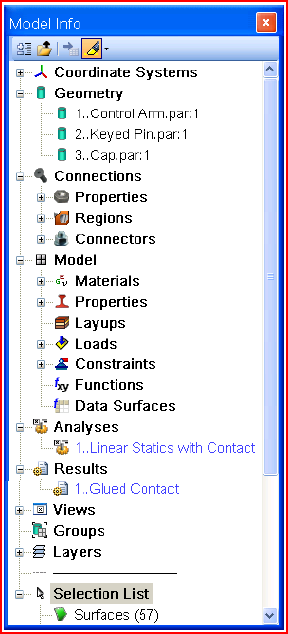 Model Info
Coordinate Systems
Geometry
1..Control Arm.par:1
2..Keyed Pin.par:1
3..Cap.par:1
Connections
Properties
Regions
Connectors
Model
Materials
Properties
Layups
Loads
Constraints
Functions
Data Surfaces
Analyses
1..Linear Statics with Contact
Results
1..Glued Contact
Views
Groups
Layers
Selection List
Surfaces (57)